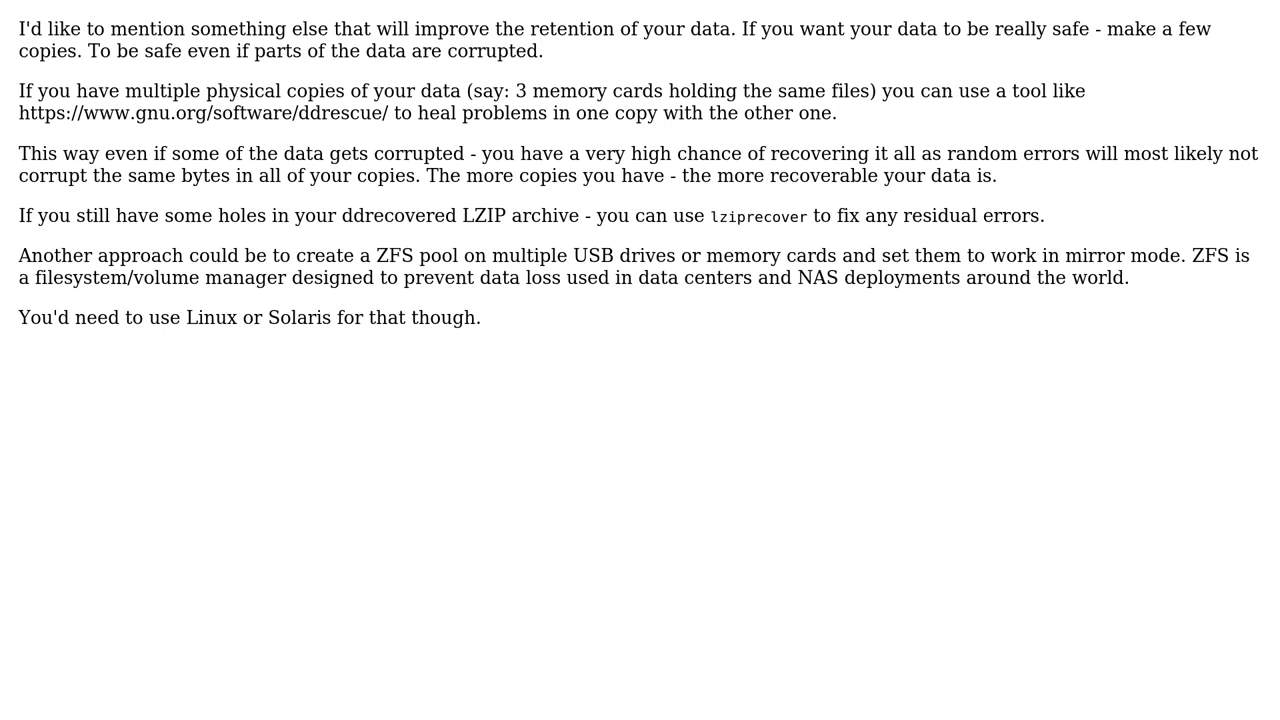 I'd like to mention something else that will improve the retention of your data. If you want your data to be really safe - make a few
copies. To be safe even if parts of the data are corrupted.
If you have multiple physical copies of your data (say: 3 memory cards holding the same files) you can use a tool like
https://www.gnu.org/software/ddrescue/ to heal problems in one copy with the other one.
This way even if some of the data gets corrupted - you have a very high chance of recovering it all as random errors will most likely not
corrupt the same bytes in all of your copies. The more copies you have - the more recoverable your data is.
If you still have some holes in your ddrecovered LZIP archive - you can use lziprecover to fix any residual errors.
Another approach could be to create a ZFS pool on multiple USB drives or memory cards and set them to work in mirror mode. ZFS is
a filesystem/volume manager designed to prevent data loss used in data centers and NAS deployments around the world.
You'd need to use Linux or Solaris for that though.